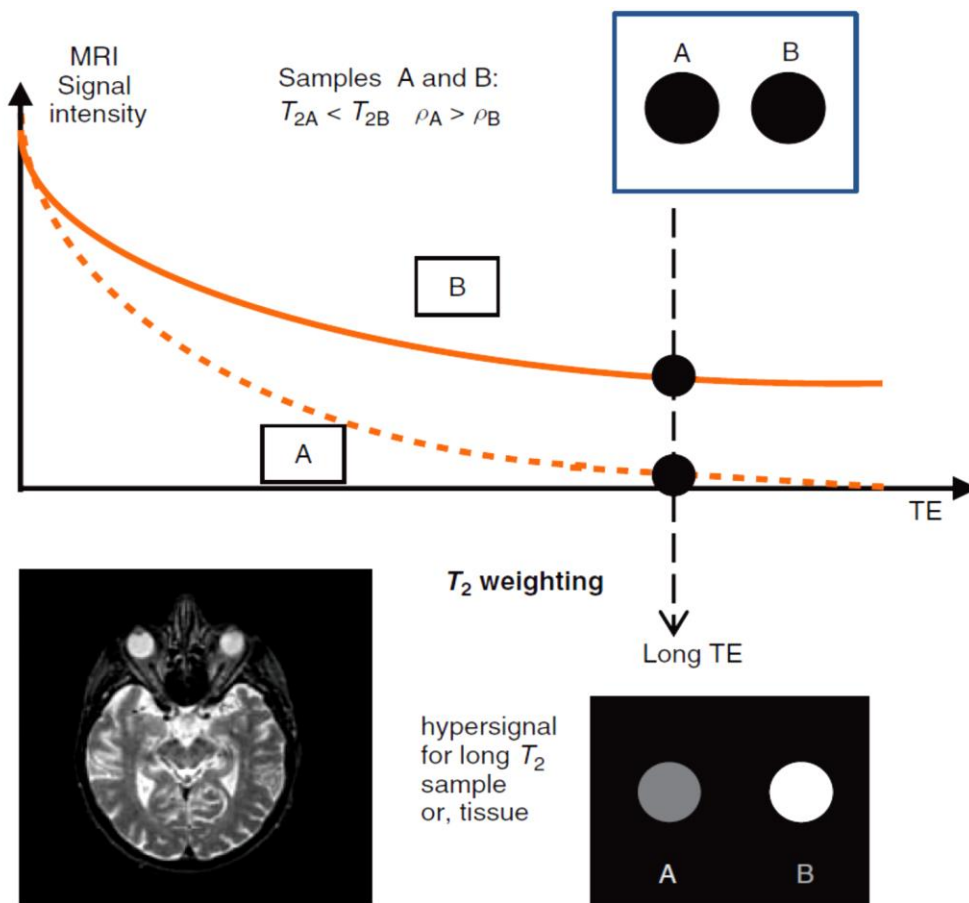 MRI
Signal
intensity
Samples A and B:
T₂A < T₂B ρA > ρB
A B
B
A
TE
T₂ weighting
Long TE
hypersignal
for long T₂
sample
or, tissue
A B